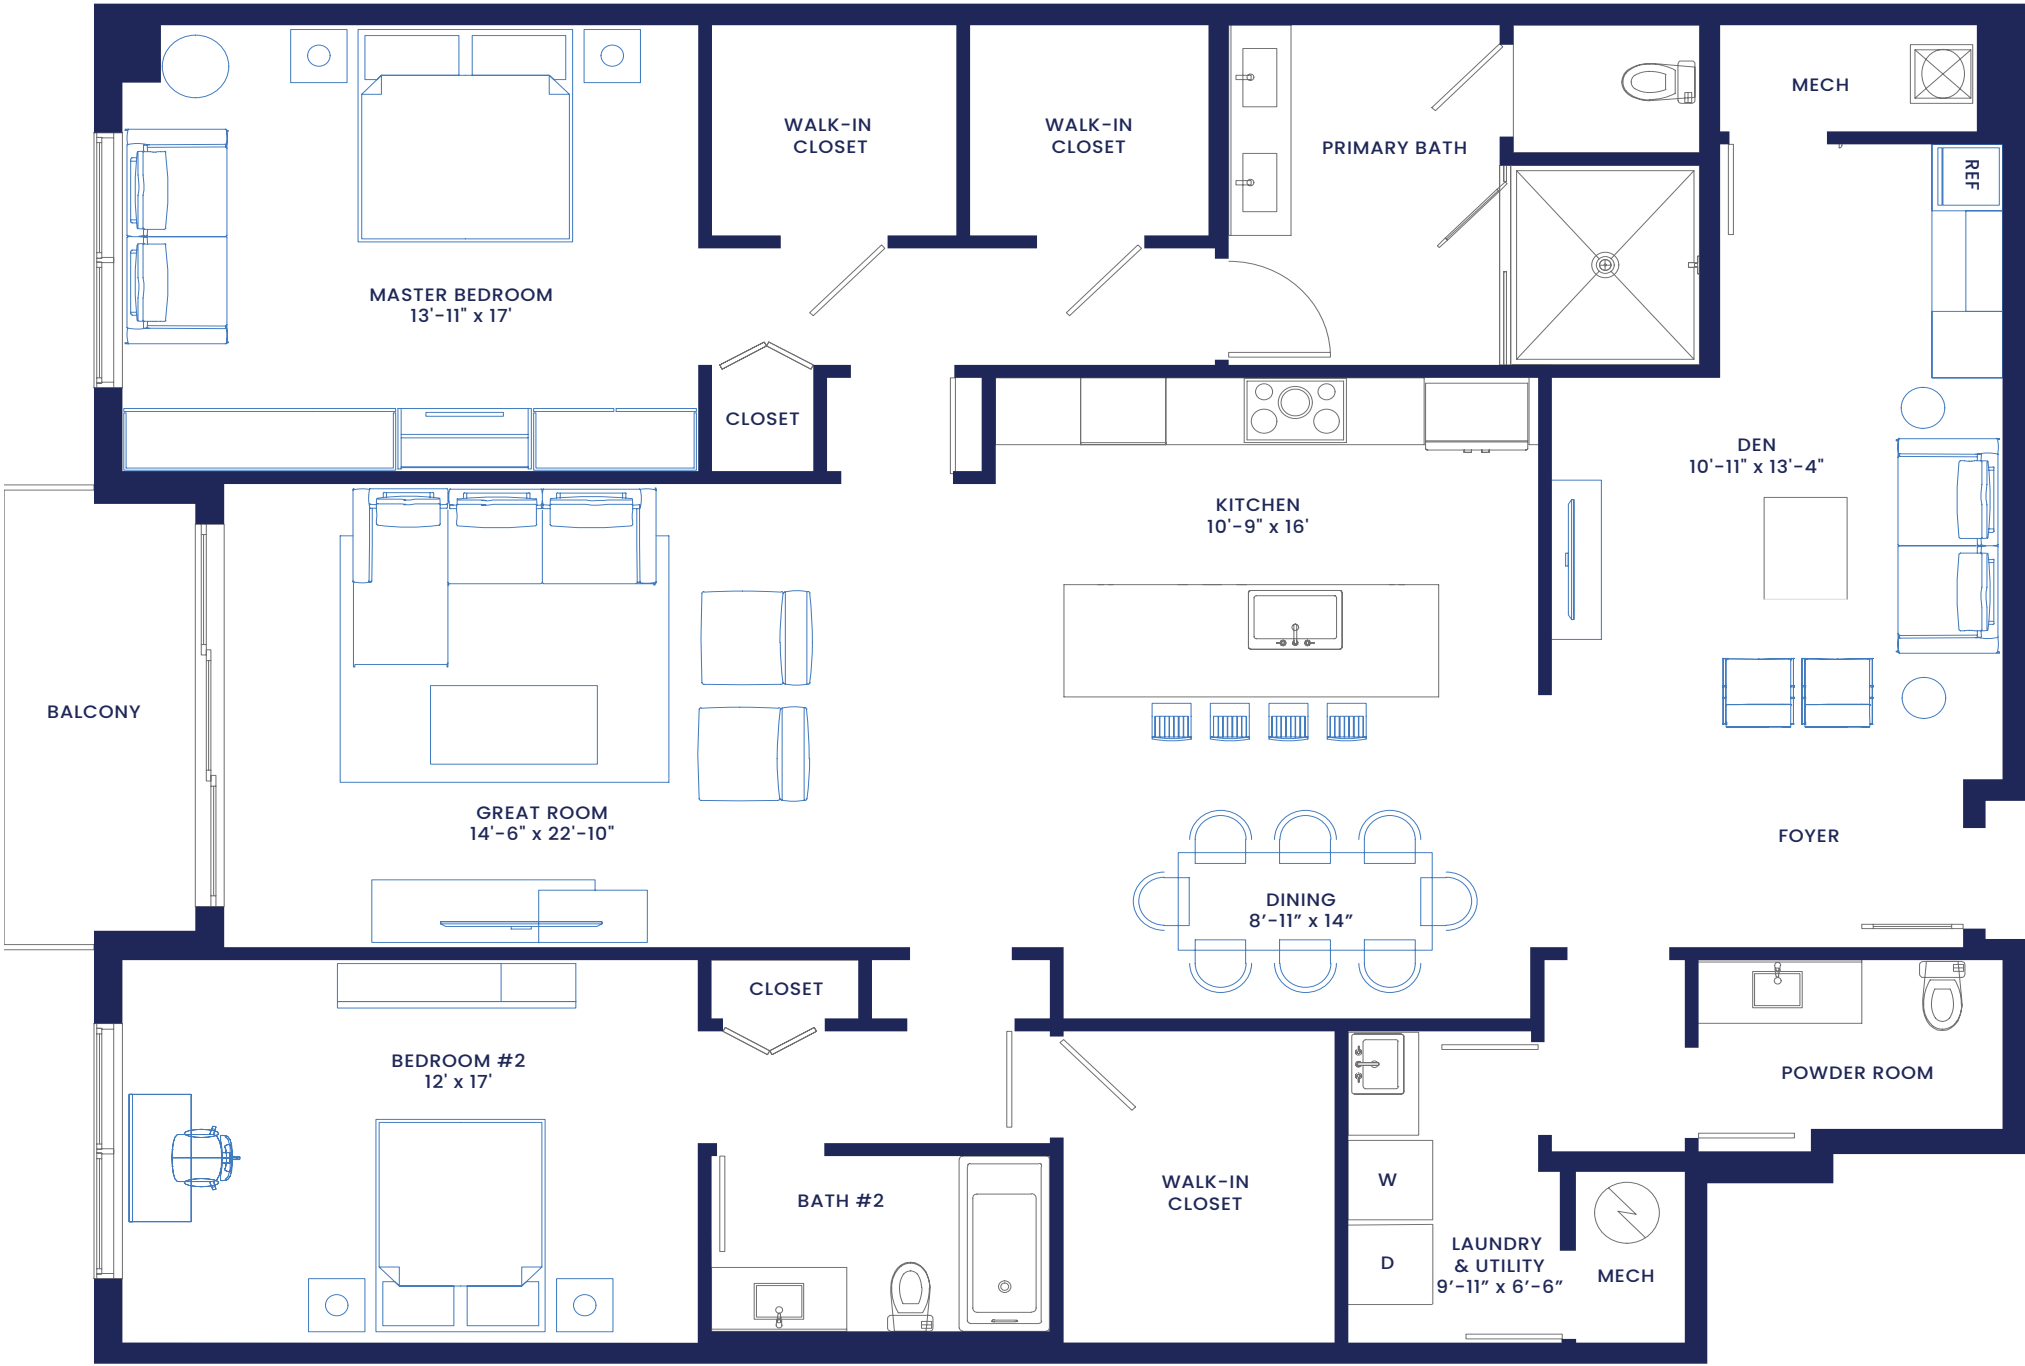 MECH
WALK-IN
CLOSET
WALK-IN
CLOSET
PRIMARY BATH
REF
MASTER BEDROOM
13'-11" x 17'
CLOSET
DEN
10'-11" x 13'-4"
KITCHEN
10'-9" x 16'
BALCONY
GREAT ROOM
14'-6" x 22'-10"
FOYER
DINING
8’-11” x 14”
CLOSET
BEDROOM #2
12' x 17'
POWDER ROOM
BATH #2
WALK-IN
CLOSET
W
D
LAUNDRY
& UTILITY
9’-11” x 6’-6”
MECH